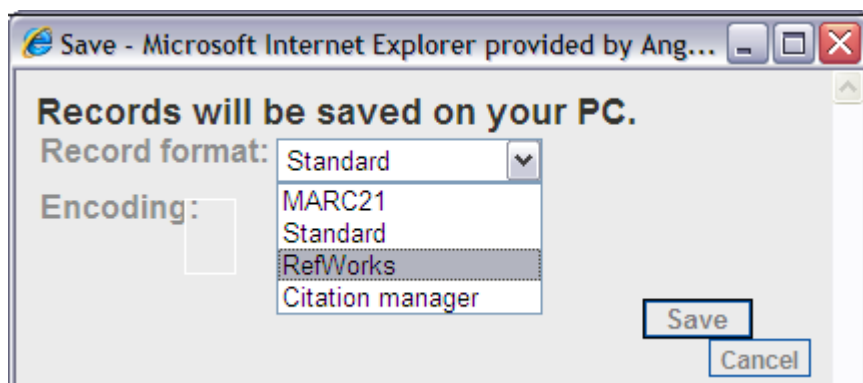 Save - Microsoft Internet Explorer provided by Ang...
Records will be saved on your PC.
Record format: Standard
Encoding:
MARC21
Standard
RefWorks
Citation manager
Save
Cancel